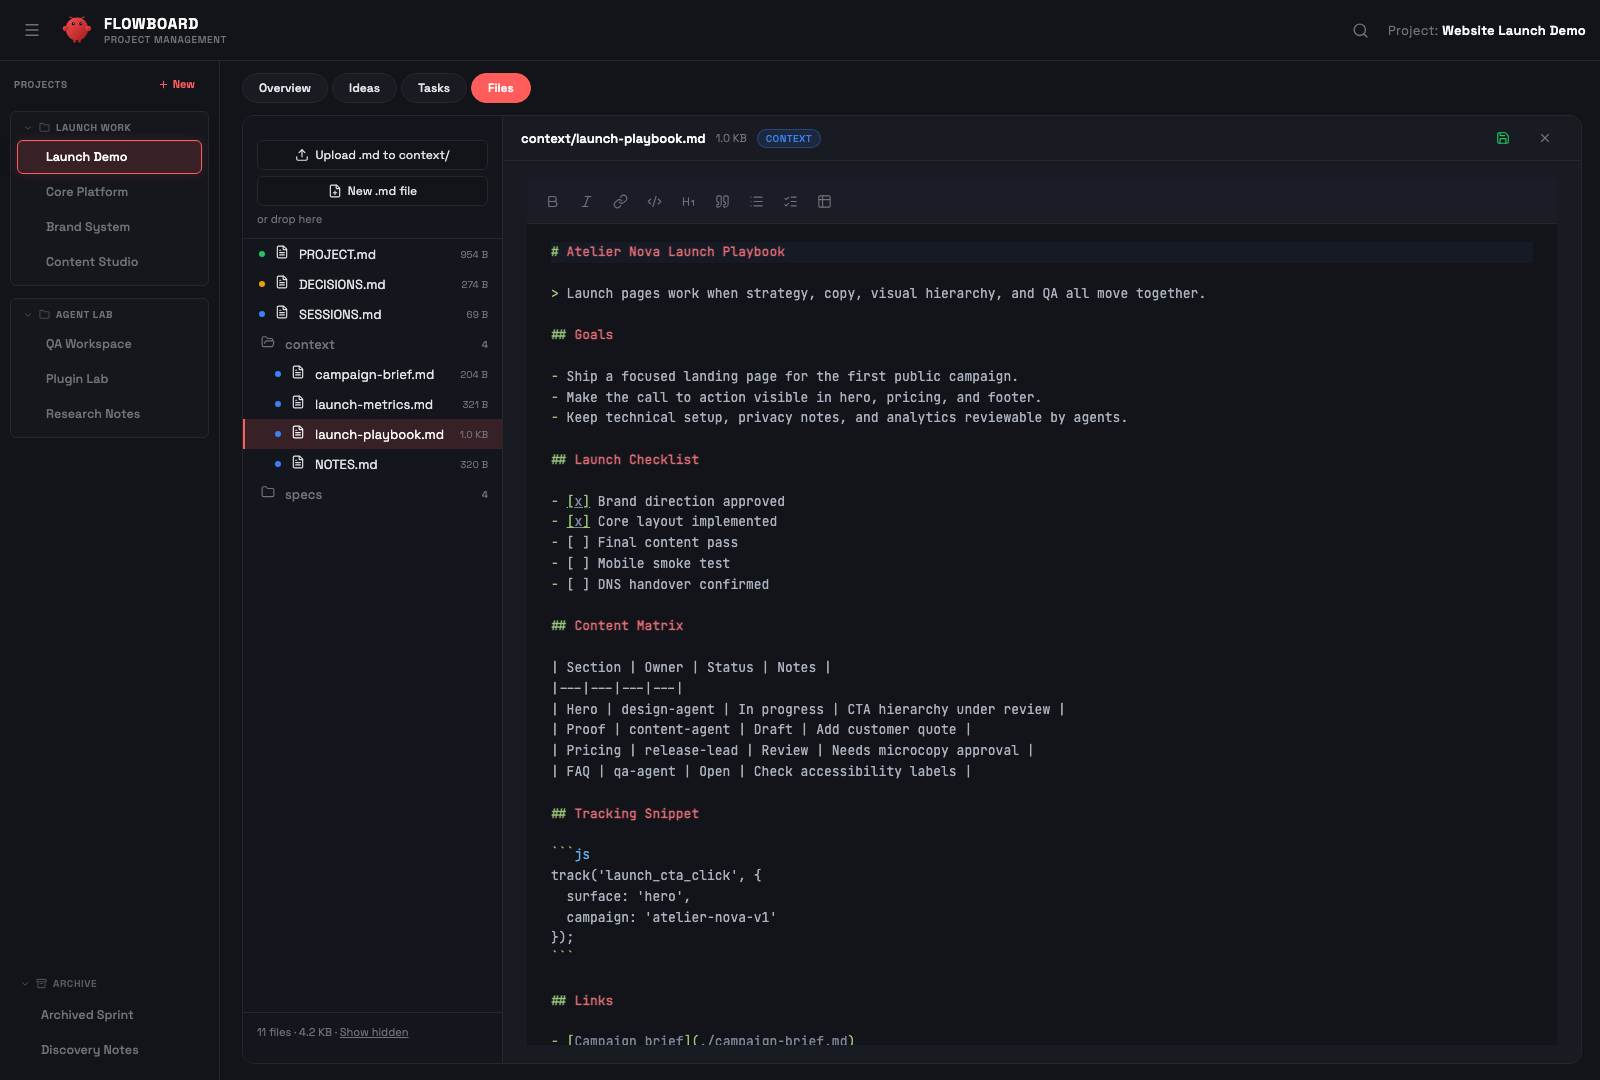 FLOWBOARD
PROJECT MANAGEMENT
Project: Website Launch Demo
PROJECTS
+ New
LAUNCH WORK
Launch Demo
Core Platform
Brand System
Content Studio
AGENT LAB
QA Workspace
Plugin Lab
Research Notes
ARCHIVE
Archived Sprint
Discovery Notes
Overview
Ideas
Tasks
Files
Upload .md to context/
New .md file
or drop here
PROJECT.md 954 B
DECISIONS.md 274 B
SESSIONS.md 69 B
context 4
campaign-brief.md 204 B
launch-metrics.md 321 B
launch-playbook.md 1.0 KB
NOTES.md 320 B
specs 4
11 files · 4.2 KB · Show hidden
context/launch-playbook.md 1.0 KB CONTEXT
B I </> H1
# Atelier Nova Launch Playbook
> Launch pages work when strategy, copy, visual hierarchy, and QA all move together.
## Goals
- Ship a focused landing page for the first public campaign.
- Make the call to action visible in hero, pricing, and footer.
- Keep technical setup, privacy notes, and analytics reviewable by agents.
## Launch Checklist
- [x] Brand direction approved
- [x] Core layout implemented
- [ ] Final content pass
- [ ] Mobile smoke test
- [ ] DNS handover confirmed
## Content Matrix
| Section | Owner | Status | Notes |
|---|---|---|---|
| Hero | design-agent | In progress | CTA hierarchy under review |
| Proof | content-agent | Draft | Add customer quote |
| Pricing | release-lead | Review | Needs microcopy approval |
| FAQ | qa-agent | Open | Check accessibility labels |
## Tracking Snippet
```js
track('launch_cta_click', {
  surface: 'hero',
  campaign: 'atelier-nova-v1'
});
```
## Links
- [Campaign brief](./campaign-brief.md)